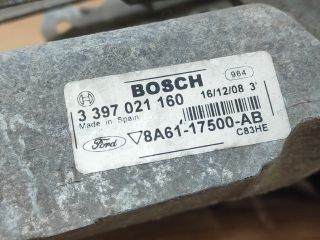 BOSCH 964
3 397 021 160 16/12/08 3'
Made in Spain
Ford 8A61-17500-AB
C83HE